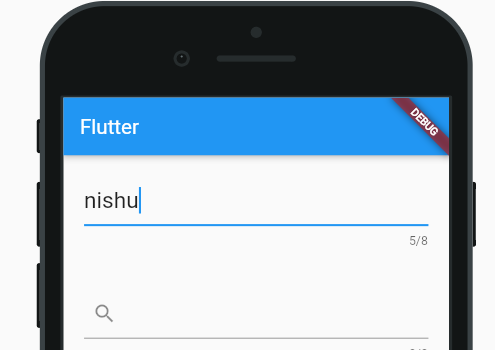 Flutter
DEBUG
nishu
5/8